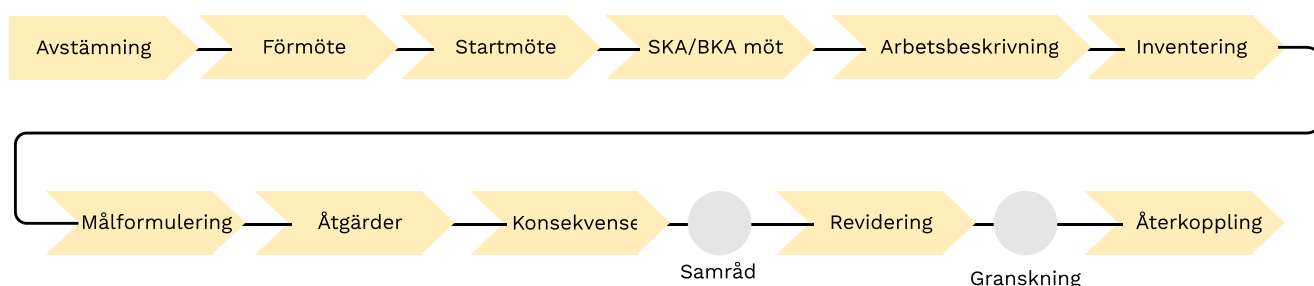 Avstämning
Förmöte
Startmöte
SKA/BKA möt
Arbetsbeskrivning
Inventering
Målformulering
Åtgärder
Konsekvense
Samråd
Revidering
Granskning
Återkoppling